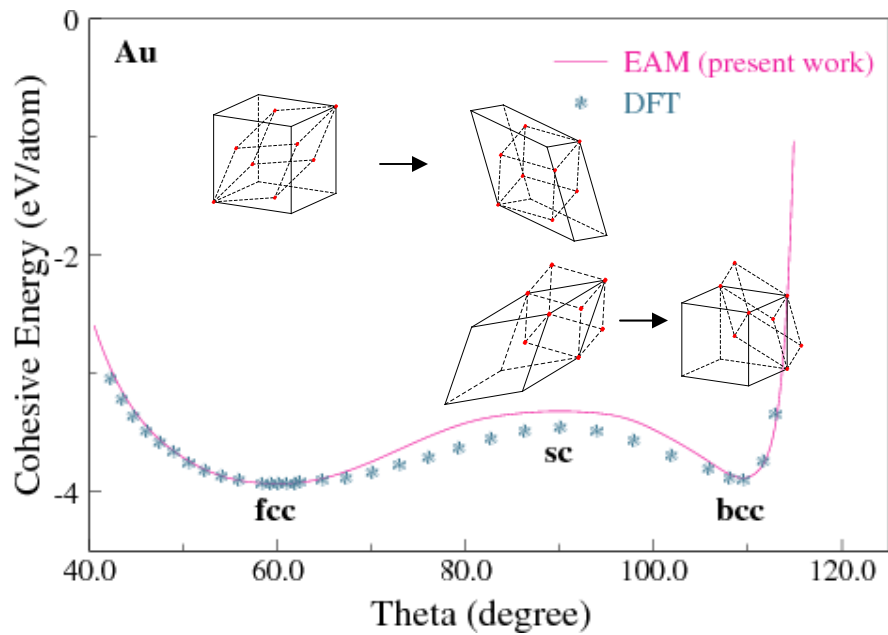 0
Au
EAM (present work)
DFT
Cohesive Energy (eV/atom)
-2
sc
-4
fcc
bcc
40.0
60.0
80.0
100.0
120.0
Theta (degree)